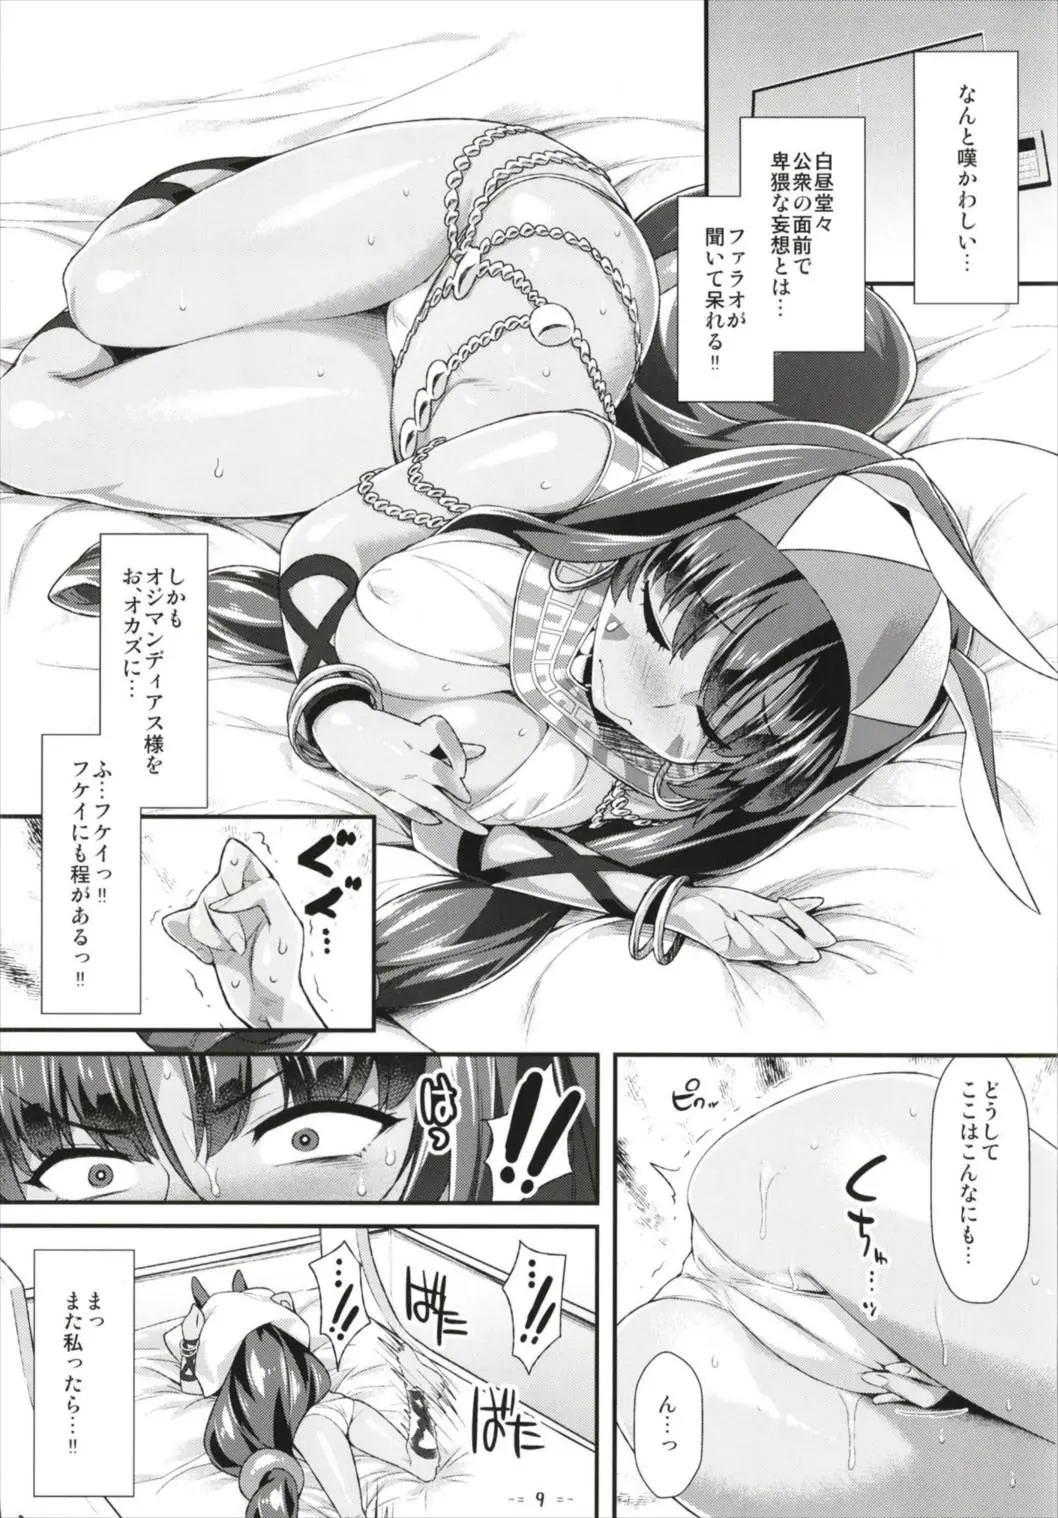 なんと嘆かわしい…
白昼堂々
公衆の面前で
卑猥な妄想とは…
ファラオが
聞いて呆れる!!
しかも
オジマンディアス様を
お、オカズに…
ふ…フケイっ!!
フケイにも程があるっ!!
ぐ
ぐい…
どうして
ここはこんなにも…
ピクッ
くちゅ…ッ
ん…っ
はっ
!!
まっ
また私ったら…!!
…!!
…!!
ばた
ばた
-= 9 =-